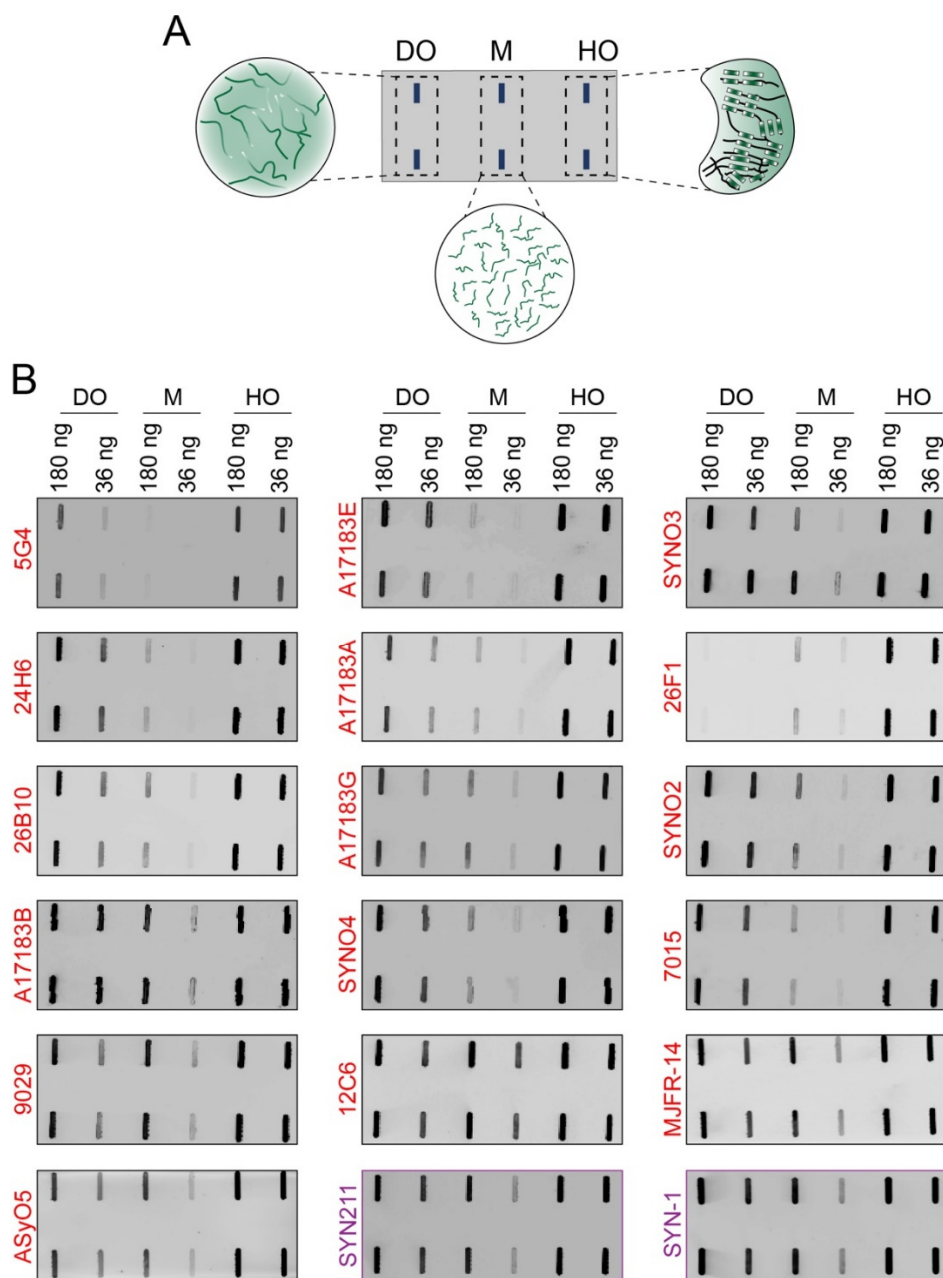 A
DO M HO
B
DO M HO DO M HO DO M HO
180 ng 36 ng 180 ng 36 ng 180 ng 36 ng 180 ng 36 ng 180 ng 36 ng 180 ng 36 ng 180 ng 36 ng 180 ng 36 ng 180 ng 36 ng
5G4 A17183E SYNO3
24H6 A17183A 26F1
26B10 A17183G SYNO2
A17183B SYNO4 7015
9029 12C6 MJFR-14
ASyO5 SYN211 SYN-1